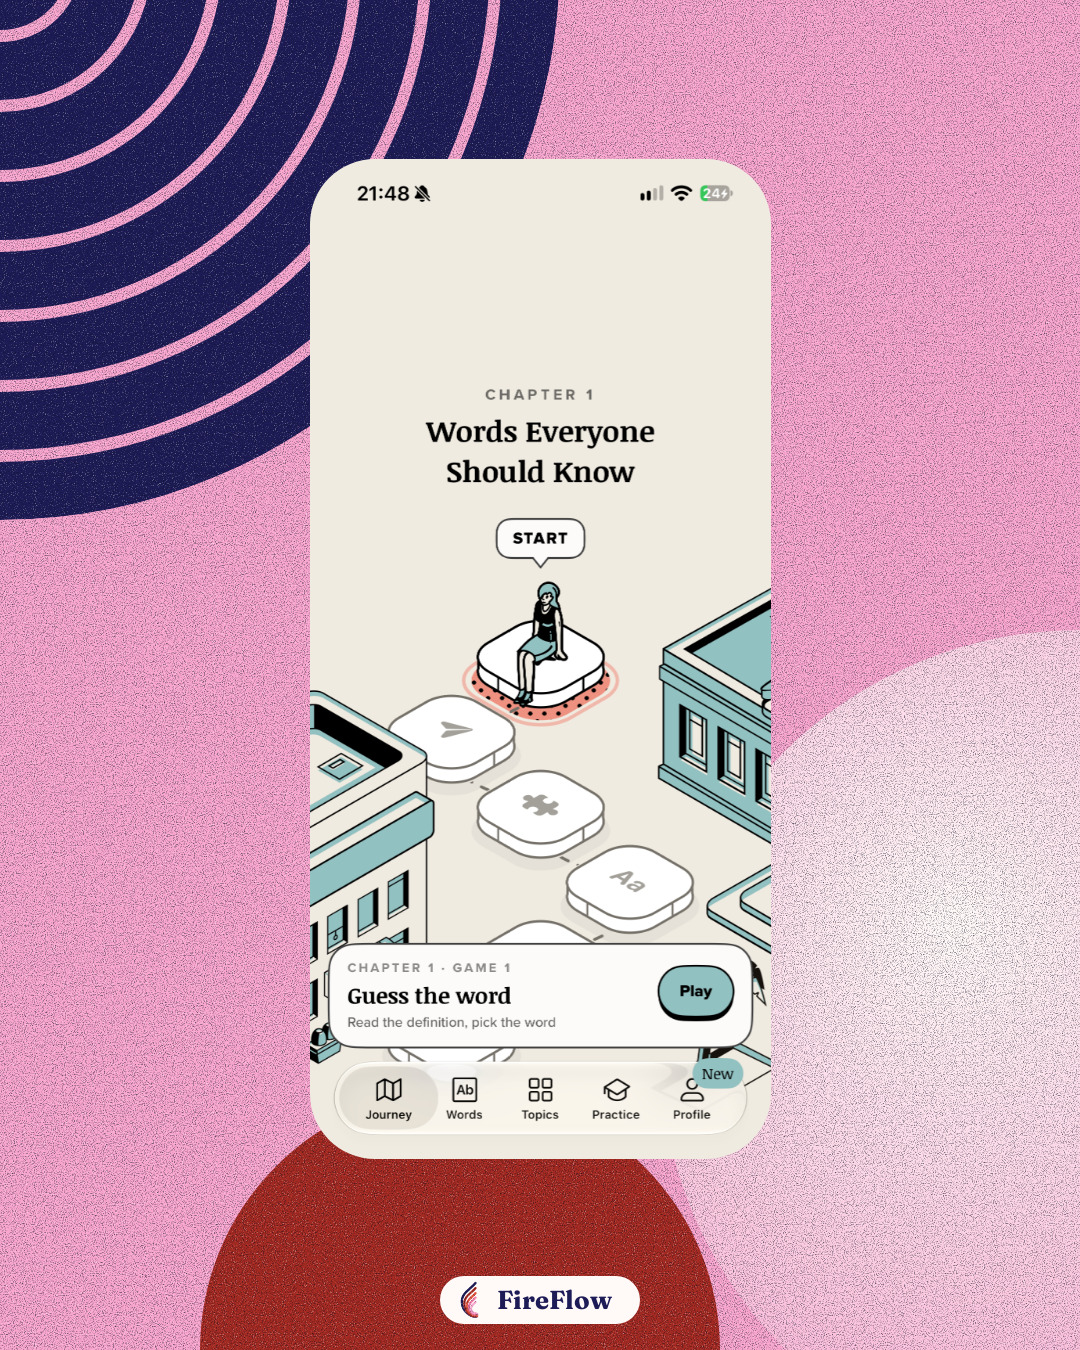 21:48
24
CHAPTER 1
Words Everyone
Should Know
START
Aa
CHAPTER 1 · GAME 1
Guess the word
Read the definition, pick the word
Play
New
Ab
Journey
Words
Topics
Practice
Profile
FireFlow